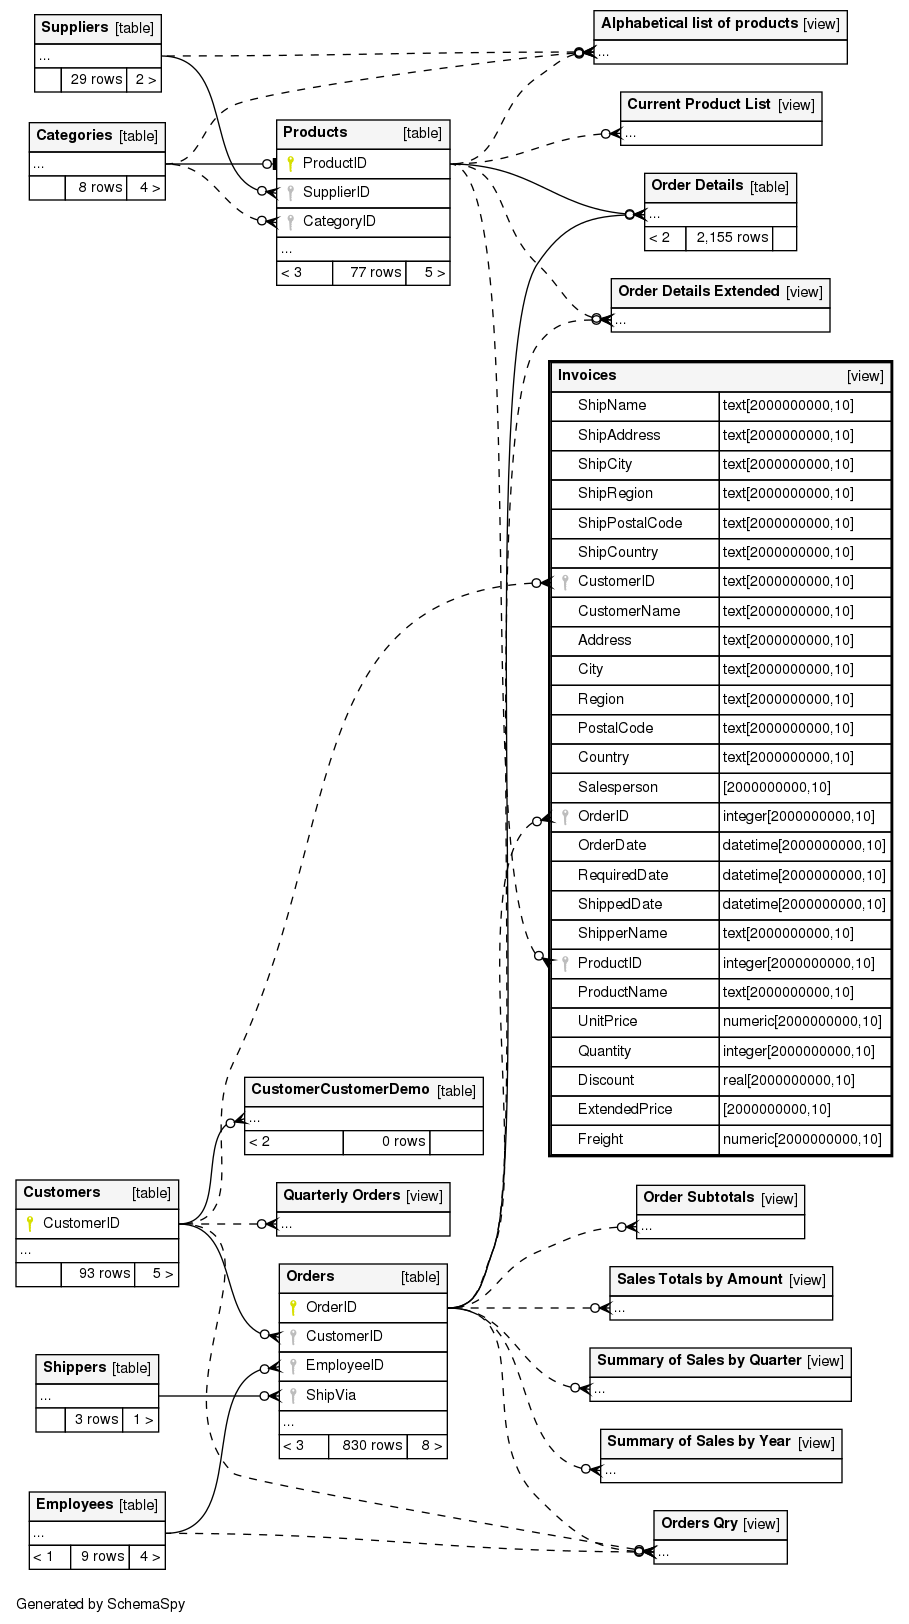 Suppliers [table]
...
29 rows 2 >
Categories [table]
...
8 rows 4 >
Products [table]
ProductID
SupplierID
CategoryID
...
< 3 77 rows 5 >
Alphabetical list of products [view]
...
Current Product List [view]
...
Order Details [table]
...
< 2 2,155 rows
Order Details Extended [view]
...
Invoices [view]
ShipName text[2000000000,10]
ShipAddress text[2000000000,10]
ShipCity text[2000000000,10]
ShipRegion text[2000000000,10]
ShipPostalCode text[2000000000,10]
ShipCountry text[2000000000,10]
CustomerID text[2000000000,10]
CustomerName text[2000000000,10]
Address text[2000000000,10]
City text[2000000000,10]
Region text[2000000000,10]
PostalCode text[2000000000,10]
Country text[2000000000,10]
Salesperson [2000000000,10]
OrderID integer[2000000000,10]
OrderDate datetime[2000000000,10]
RequiredDate datetime[2000000000,10]
ShippedDate datetime[2000000000,10]
ShipperName text[2000000000,10]
ProductID integer[2000000000,10]
ProductName text[2000000000,10]
UnitPrice numeric[2000000000,10]
Quantity integer[2000000000,10]
Discount real[2000000000,10]
ExtendedPrice [2000000000,10]
Freight numeric[2000000000,10]
CustomerCustomerDemo [table]
...
< 2 0 rows
Customers [table]
CustomerID
...
93 rows 5 >
Quarterly Orders [view]
...
Orders [table]
OrderID
CustomerID
EmployeeID
ShipVia
...
< 3 830 rows 8 >
Shippers [table]
...
3 rows 1 >
Employees [table]
...
< 1 9 rows 4 >
Order Subtotals [view]
...
Sales Totals by Amount [view]
...
Summary of Sales by Quarter [view]
...
Summary of Sales by Year [view]
...
Orders Qry [view]
...
Generated by SchemaSpy